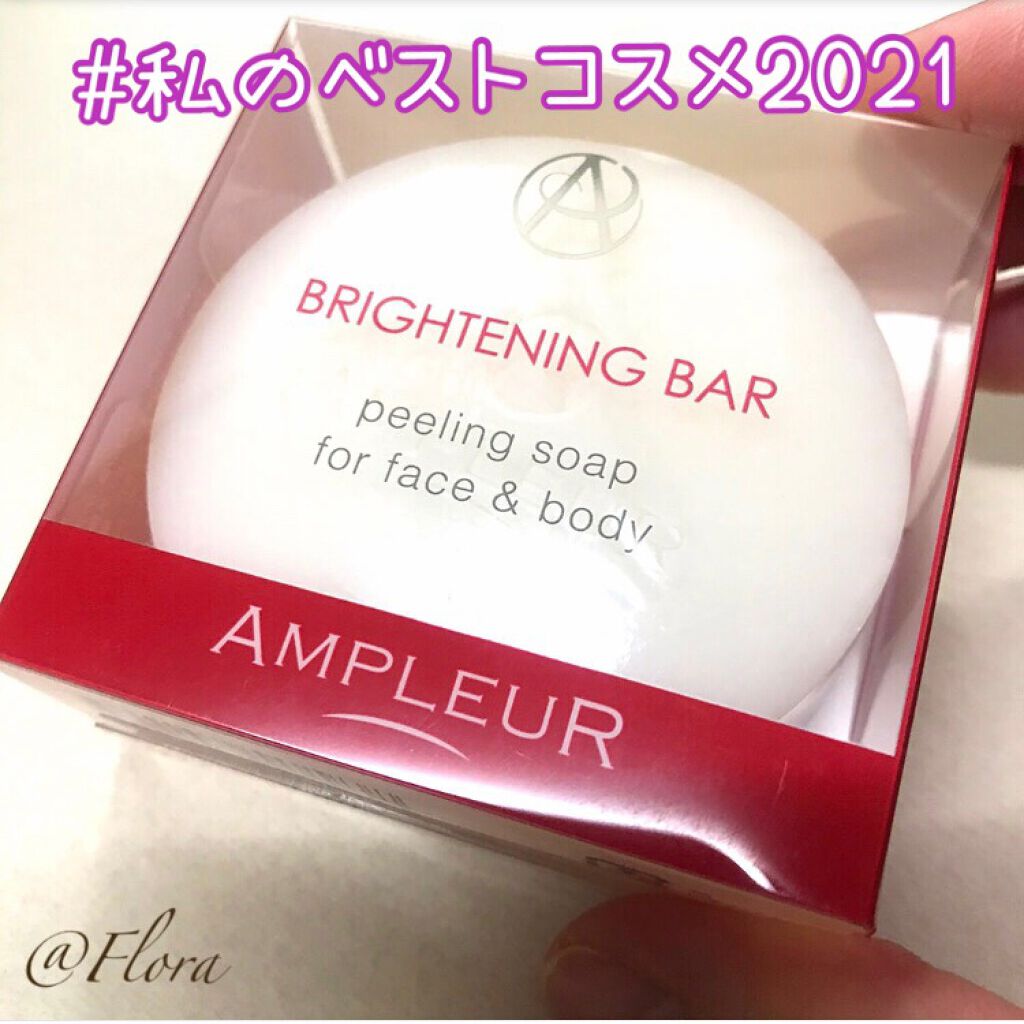 #私のベストコスメ2021
BRIGHTENING BAR
peeling soap
for face & body
AMPLEUR
@Flora